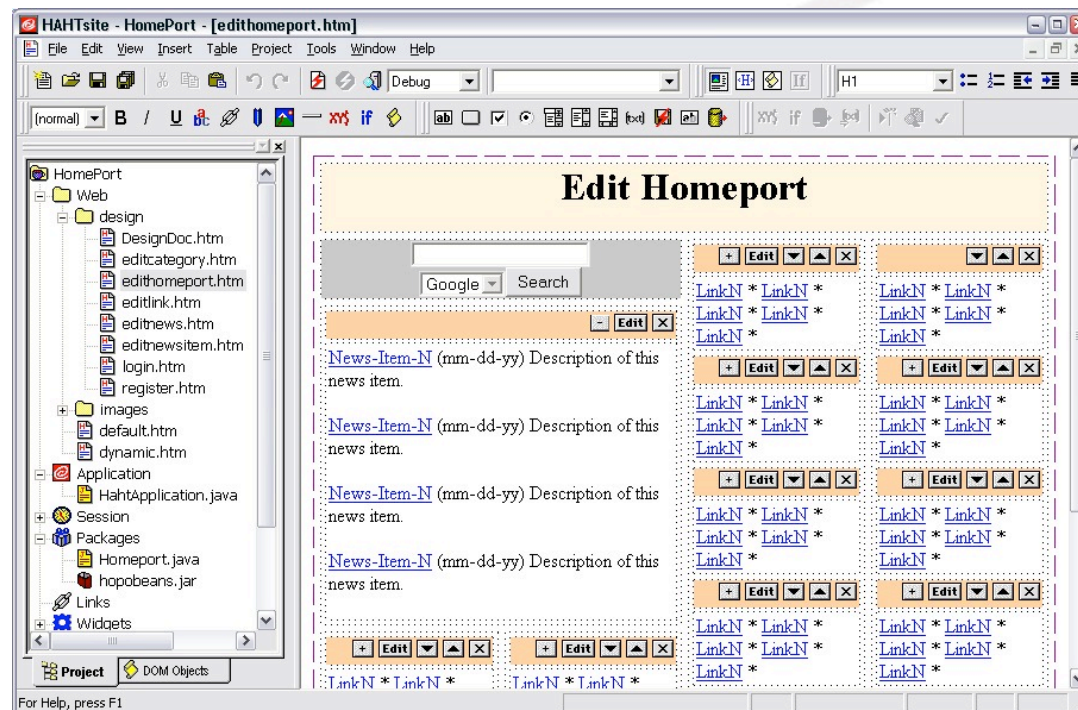 HAHTsite - HomePort - [edithomeport.htm]
File Edit View Insert Table Project Tools Window Help
Debug
If
H1
(normal) B I U
if
ab
if
HomePort
Web
design
DesignDoc.htm
editcategory.htm
edithomeport.htm
editlink.htm
editnews.htm
editnewsitem.htm
login.htm
register.htm
images
default.htm
dynamic.htm
Application
HahtApplication.java
Session
Packages
Homeport.java
hopobeans.jar
Links
Widgets
Project DOM Objects
Edit Homeport
Google Search
- Edit X
News-Item-N (mm-dd-yy) Description of this
news item.
News-Item-N (mm-dd-yy) Description of this
news item.
News-Item-N (mm-dd-yy) Description of this
news item.
News-Item-N (mm-dd-yy) Description of this
news item.
+ Edit X
LinkN * LinkN *
+ Edit X
LinkN * LinkN *
+ Edit X
LinkN * LinkN *
LinkN * LinkN *
LinkN *
+ Edit X
LinkN * LinkN *
LinkN * LinkN *
LinkN *
+ Edit X
LinkN * LinkN *
LinkN * LinkN *
LinkN *
+ Edit X
LinkN * LinkN *
LinkN * LinkN *
LinkN *
X
LinkN * LinkN *
LinkN * LinkN *
LinkN *
+ Edit X
LinkN * LinkN *
LinkN * LinkN *
LinkN *
+ Edit X
LinkN * LinkN *
LinkN * LinkN *
LinkN *
+ Edit X
LinkN * LinkN *
LinkN * LinkN *
LinkN *
For Help, press F1